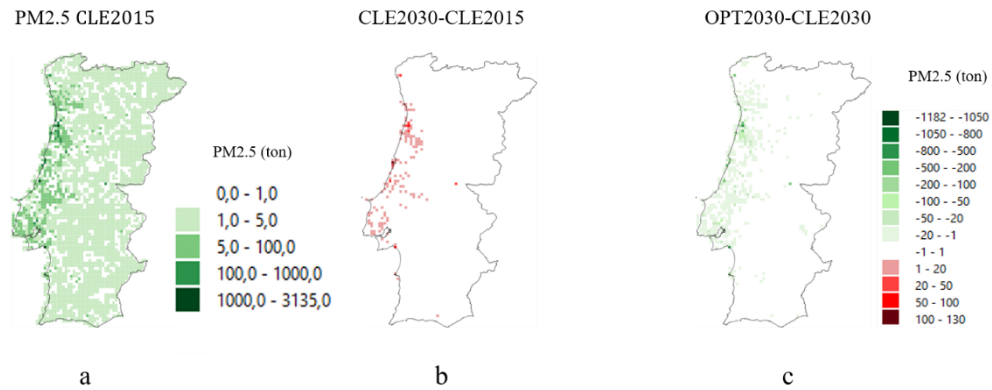 PM2.5 CLE2015
CLE2030-CLE2015
OPT2030-CLE2030
PM2.5 (ton)
0,0 - 1,0
1,0 - 5,0
5,0 - 100,0
100,0 - 1000,0
1000,0 - 3135,0
PM2.5 (ton)
-1182 - -1050
-1050 - -800
-800 - -500
-500 - -200
-200 - -100
-100 - -50
-50 - -20
-20 - -1
-1 - 1
1 - 20
20 - 50
50 - 100
100 - 130
a
b
c